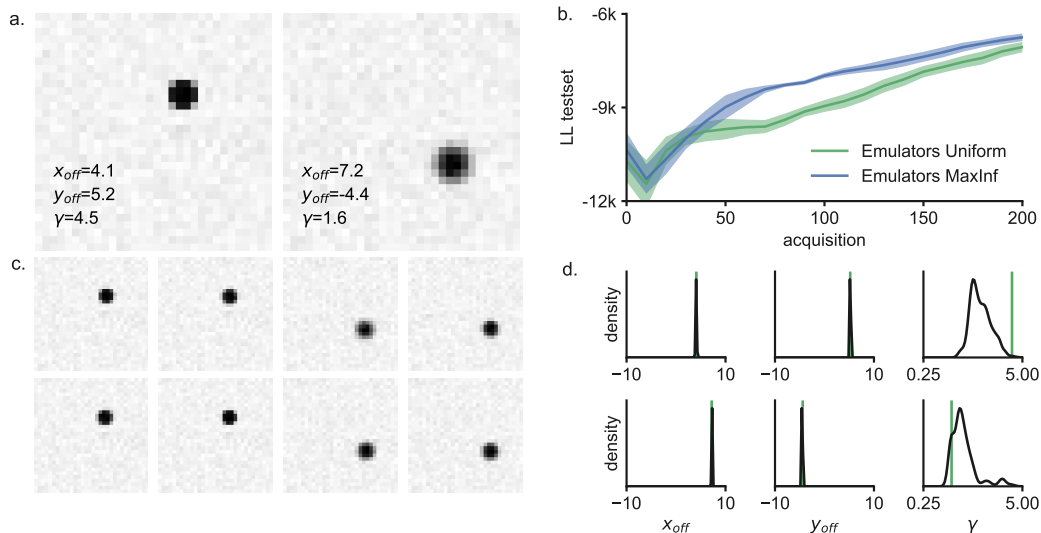 a.
x_off=4.1
y_off=5.2
γ=4.5
x_off=7.2
y_off=-4.4
γ=1.6
b.
-6k
-9k
-12k
LL testset
Emulators Uniform
Emulators MaxInf
0 50 100 150 200
acquisition
c.
d.
density
−10 10 −10 10 0.25 5.00
density
−10 10 −10 10 0.25 5.00
x_off y_off γ